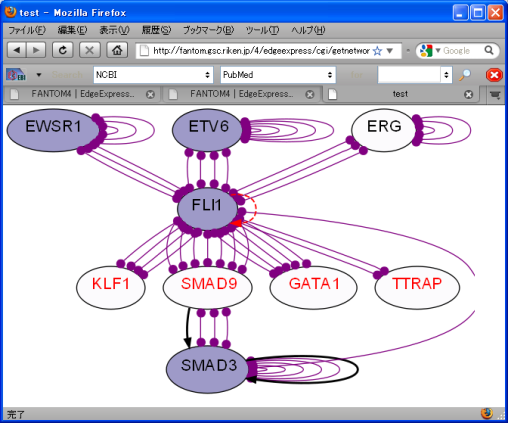 test - Mozilla Firefox
ファイル(F) 編集(E) 表示(V) 履歴(S) ブックマーク(B) ツール(T) ヘルプ(H)
http://fantom.gsc.riken.jp/4/edgeexpress/cgi/getnetwor
Google
EBI NCBI PubMed For
FANTOM4 | EdgeExpress... FANTOM4 | EdgeExpress... test
EWSR1 ETV6 ERG
FLI1
KLF1 SMAD9 GATA1 TTRAP
SMAD3
完了